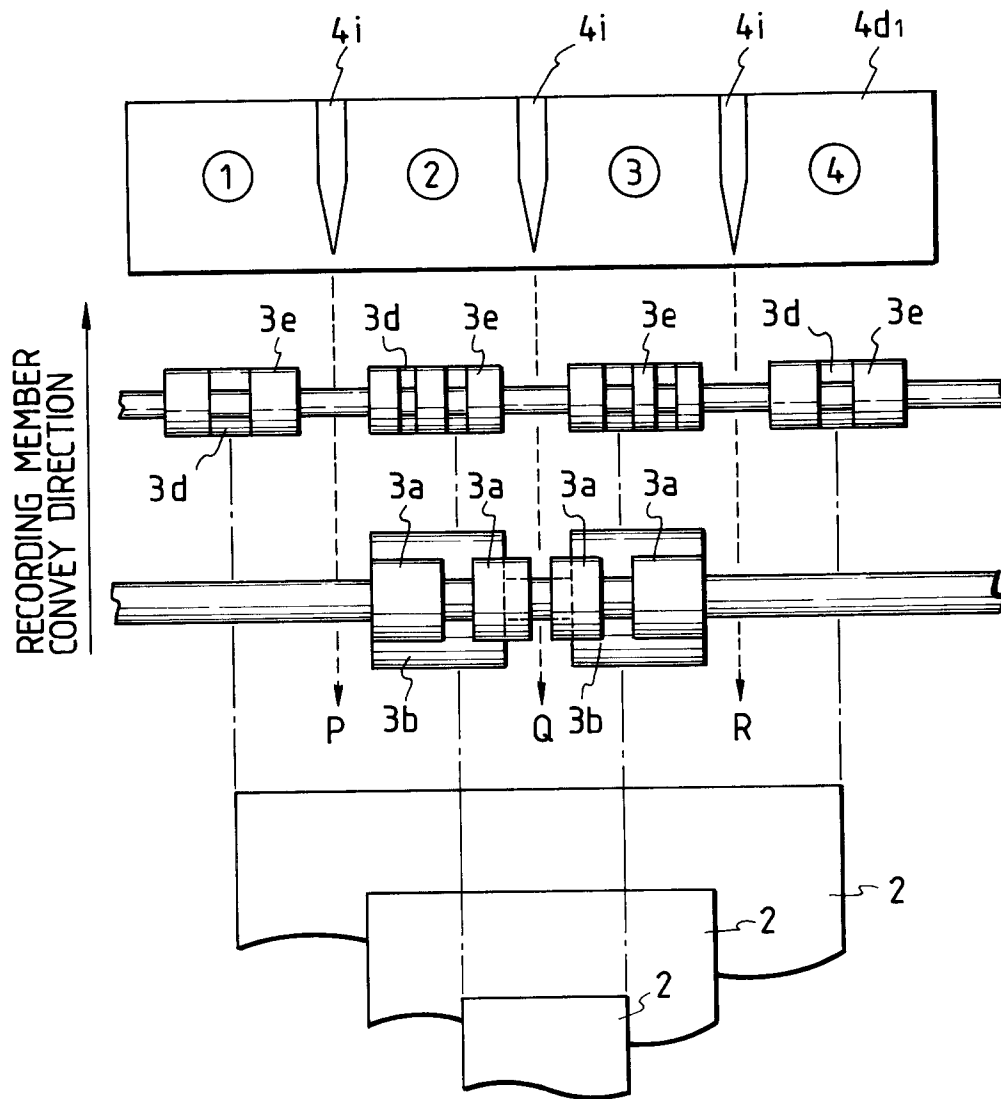 4i 4i 4i 4d1
1 2 3 4
3e 3d 3e 3e 3d 3e
3d
3a 3a 3a 3a
RECORDING MEMBER
CONVEY DIRECTION
3b 3b
P Q R
2
2
2